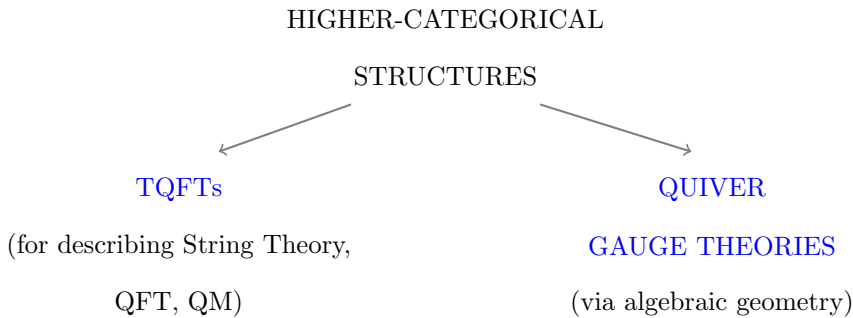 HIGHER-CATEGORICAL
STRUCTURES
TQFTs
(for describing String Theory,
QFT, QM)
QUIVER
GAUGE THEORIES
(via algebraic geometry)